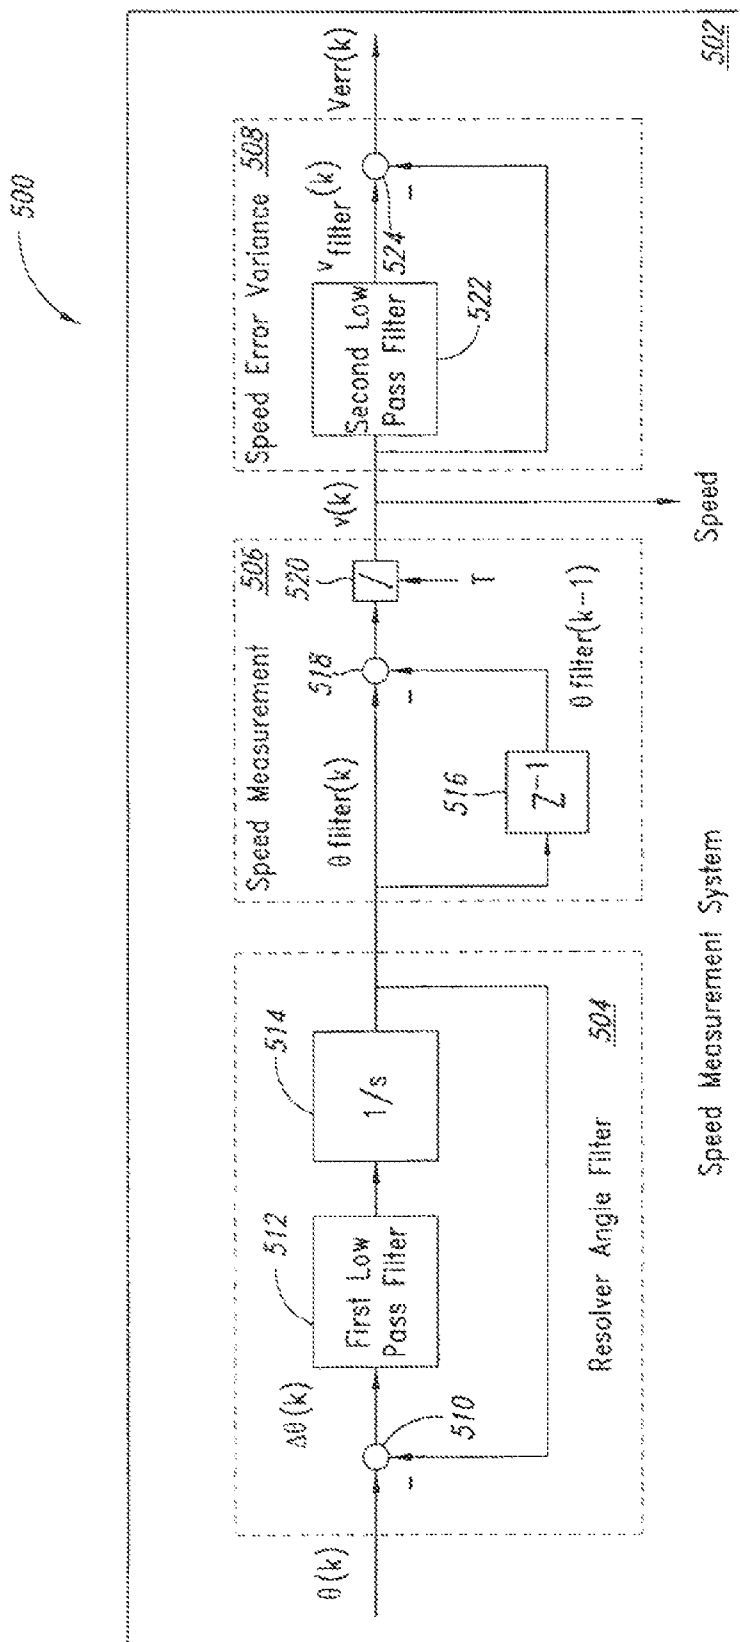 500
502
Speed Error Variance 508
Second Low
Pass Filter
522
Vfilter(k)
524
−
Verr(k)
Speed Measurement
506
θfilter(k)
516
Z−1
θfilter(k−1)
518
−
520
/
T
v(k)
Speed
θ(k)
−
510
Δθ(k)
512
First Low
Pass Filter
514
1/s
Resolver Angle Filter
504
Speed Measurement System